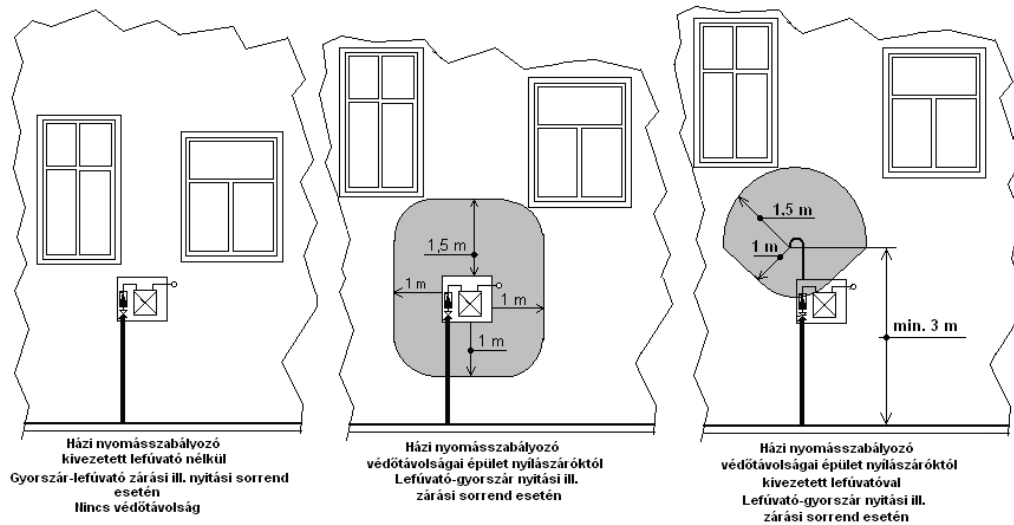 1,5 m
1 m
1 m
1 m
1,5 m
1 m
min. 3 m
Házi nyomásszabályozó
kivezetett lefúvató nélkül
Gyorszár-lefúvató zárási ill. nyitási sorrend
esetén
Nincs védőtávolság
Házi nyomásszabályozó
védőtávolságai épület nyílászáróktól
Lefúvató-gyorszár nyitási ill.
zárási sorrend esetén
Házi nyomásszabályozó
védőtávolságai épület nyílászáróktól
kivezetett lefúvatóval
Lefúvató-gyorszár nyitási ill.
zárási sorrend esetén